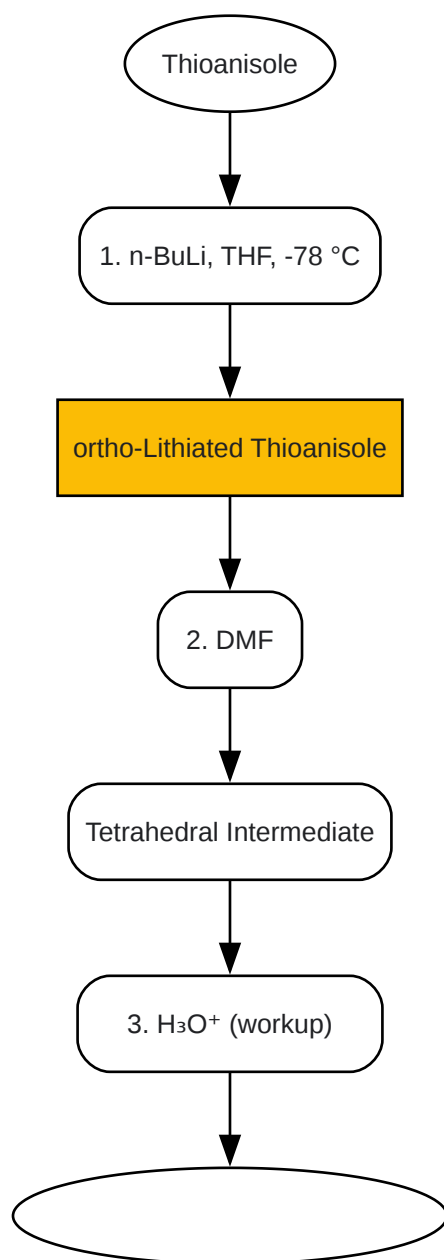 Thioanisole
1. n-BuLi, THF, -78 °C
ortho-Lithiated Thioanisole
2. DMF
Tetrahedral Intermediate
3. H₃O⁺ (workup)